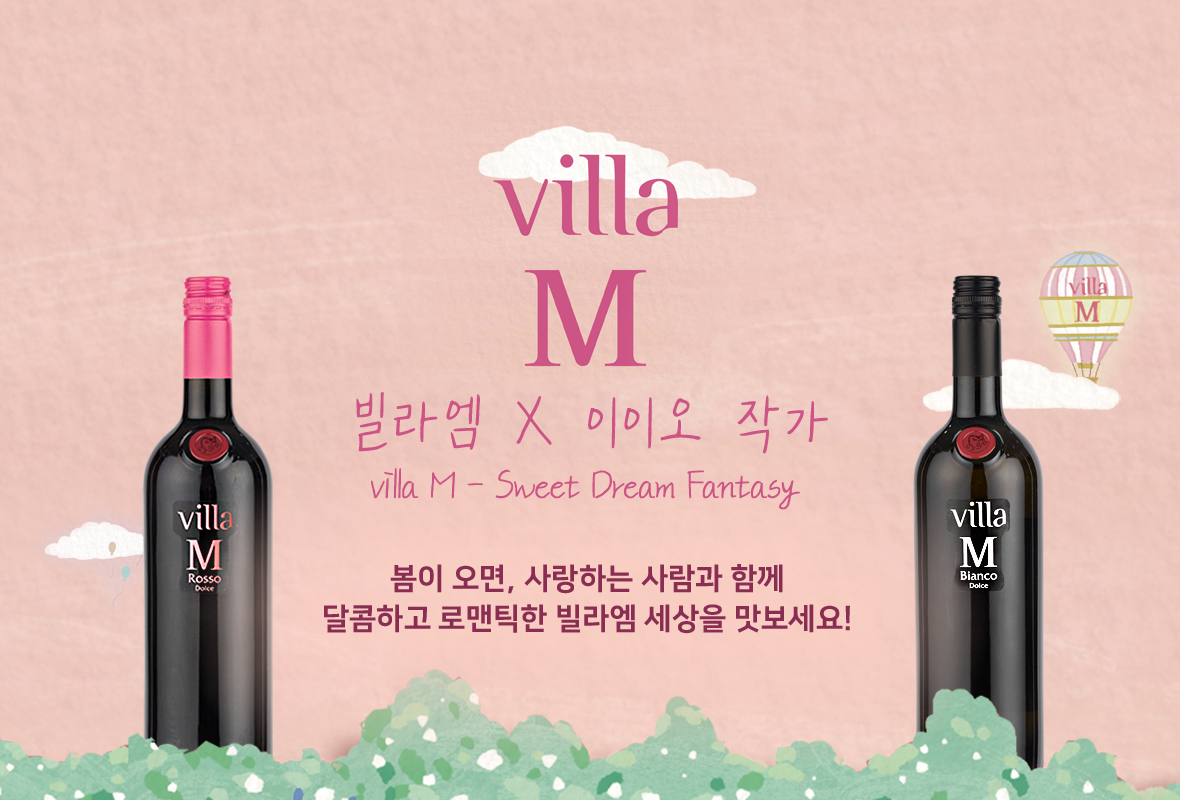 villa
M
villa
M
빌라엠 X 이이오 작가
villa M - Sweet Dream Fantasy
villa
M
Rosso
Dolce
villa
M
Bianco
Dolce
봄이 오면, 사랑하는 사람과 함께
달콤하고 로맨틱한 빌라엠 세상을 맛보세요!